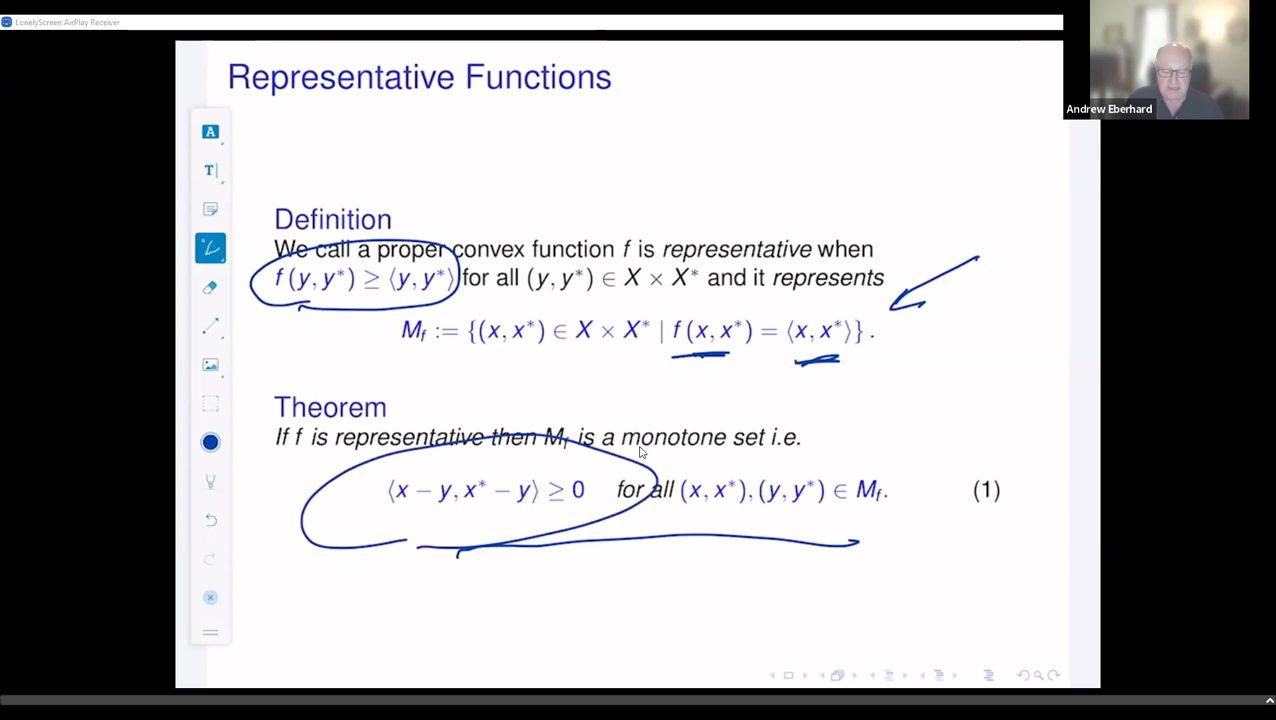 LonelyScreen AirPlay Receiver
Representative Functions
Andrew Eberhard
A
T|
Definition
We call a proper convex function f is representative when
f (y, y*) ≥ ⟨y, y*⟩ for all (y, y*) ∈ X × X* and it represents
M_f := {(x, x*) ∈ X × X* | f (x, x*) = ⟨x, x*⟩} .
Theorem
If f is representative then M_f is a monotone set i.e.
⟨x − y, x* − y⟩ ≥ 0 for all (x, x*), (y, y*) ∈ M_f. (1)